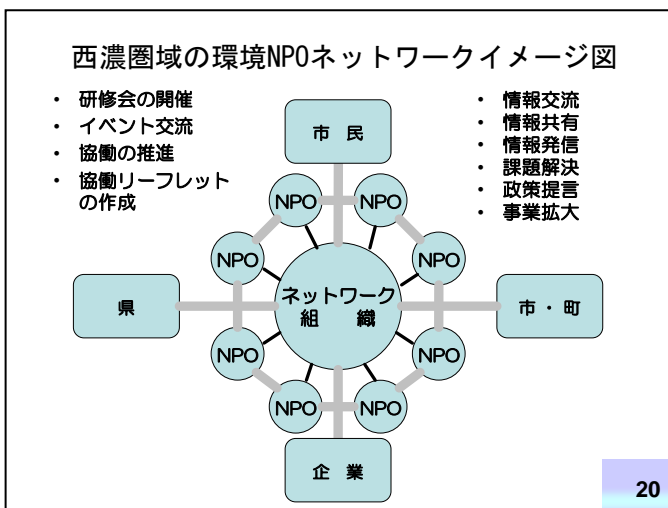 西濃圏域の環境NPOネットワークイメージ図
・ 研修会の開催
・ イベント交流
・ 協働の推進
・ 協働リーフレット
の作成
・ 情報交流
・ 情報共有
・ 情報発信
・ 課題解決
・ 政策提言
・ 事業拡大
市 民
NPO
NPO
NPO
NPO
県
ネットワーク
組 織
市・町
NPO
NPO
NPO
NPO
企 業
20